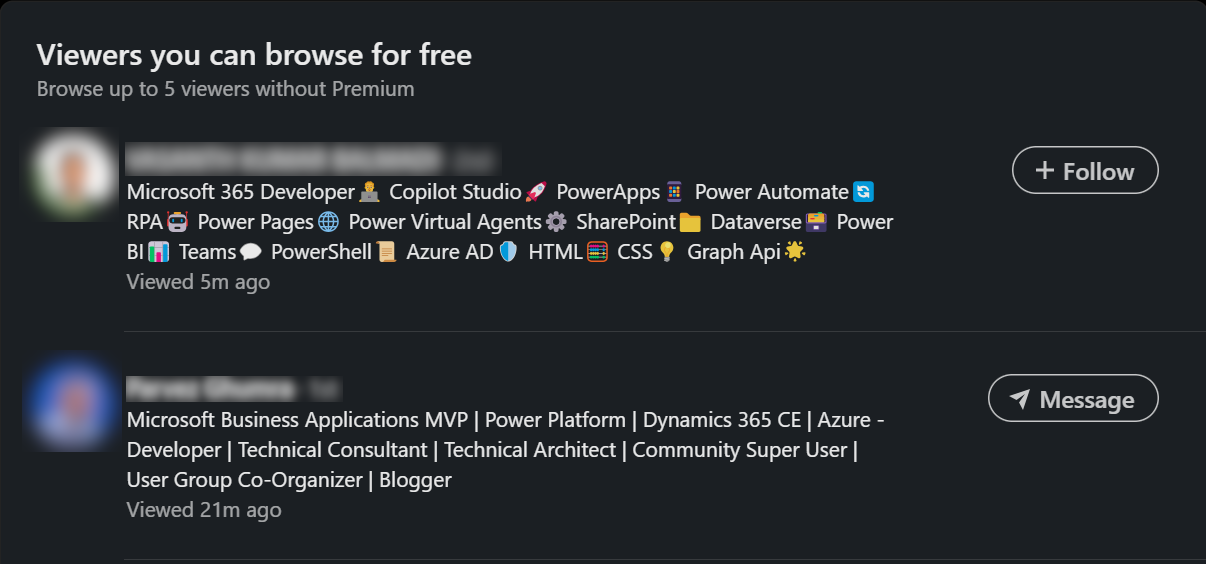 Viewers you can browse for free
Browse up to 5 viewers without Premium
Microsoft 365 Developer👨‍💻 Copilot Studio🚀 PowerApps📱 Power Automate🔄
+ Follow
RPA🤖 Power Pages🌐 Power Virtual Agents⚙️ SharePoint📁 Dataverse🗃️ Power
BI📊 Teams💬 PowerShell📜 Azure AD🛡️ HTML🧮 CSS💡 Graph Api🌟
Viewed 5m ago
Microsoft Business Applications MVP | Power Platform | Dynamics 365 CE | Azure -
Message
Developer | Technical Consultant | Technical Architect | Community Super User |
User Group Co-Organizer | Blogger
Viewed 21m ago